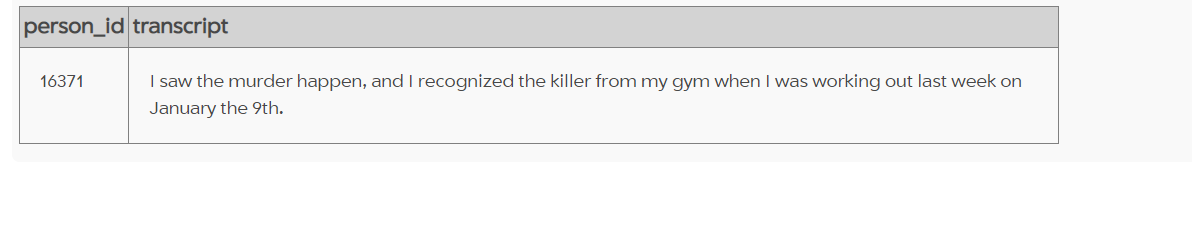 person_id transcript
16371 I saw the murder happen, and I recognized the killer from my gym when I was working out last week on
January the 9th.